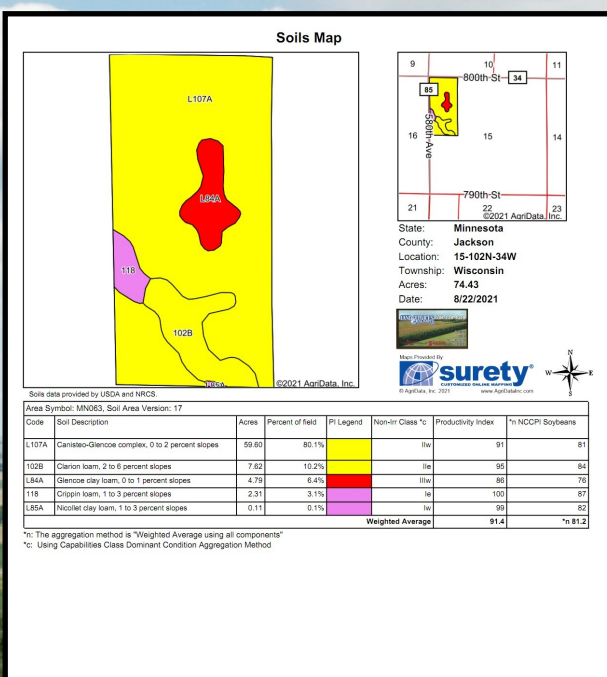 Soils Map
L107A
L84A
118
102B
L85A
©2021 AgriData, Inc.
Soils data provided by USDA and NRCS.
9
10
11
800th St
34
85
580th Ave
16
15
14
790th St
21
22
23
©2021 AgriData, Inc.
State: Minnesota
County: Jackson
Location: 15-102N-34W
Township: Wisconsin
Acres: 74.43
Date: 8/22/2021
Maps Provided By
surety®
CUSTOMIZED ONLINE MAPPING
© AgriData, Inc. 2021 www.AgriDataInc.com
N
W E
S
Area Symbol: MN063, Soil Area Version: 17
Code Soil Description Acres Percent of field PI Legend Non-Irr Class *c Productivity Index *n NCCPI Soybeans
L107A Canisteo-Glencoe complex, 0 to 2 percent slopes 59.60 80.1% IIw 91 81
102B Clarion loam, 2 to 6 percent slopes 7.62 10.2% IIe 95 84
L84A Glencoe clay loam, 0 to 1 percent slopes 4.79 6.4% IIIw 86 76
118 Crippin loam, 1 to 3 percent slopes 2.31 3.1% Ie 100 87
L85A Nicollet clay loam, 1 to 3 percent slopes 0.11 0.1% Iw 99 82
Weighted Average 91.4 *n 81.2
*n: The aggregation method is "Weighted Average using all components"
*c: Using Capabilities Class Dominant Condition Aggregation Method